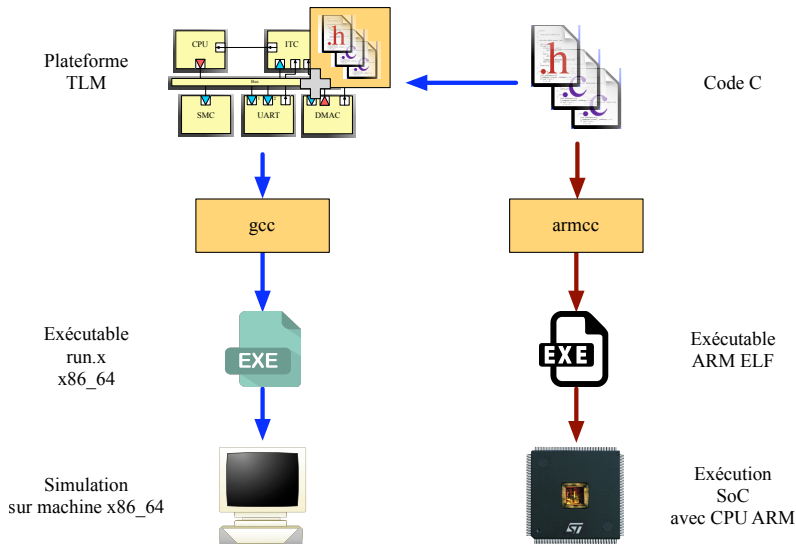 Plateforme
TLM
CPU
ITC
Bus
SMC
UART
DMAC
.h
.c
.c
.h
.c
.c
Code C
gcc
armcc
Exécutable
run.x
x86_64
EXE
EXE
Exécutable
ARM ELF
Simulation
sur machine x86_64
ST
Exécution
SoC
avec CPU ARM